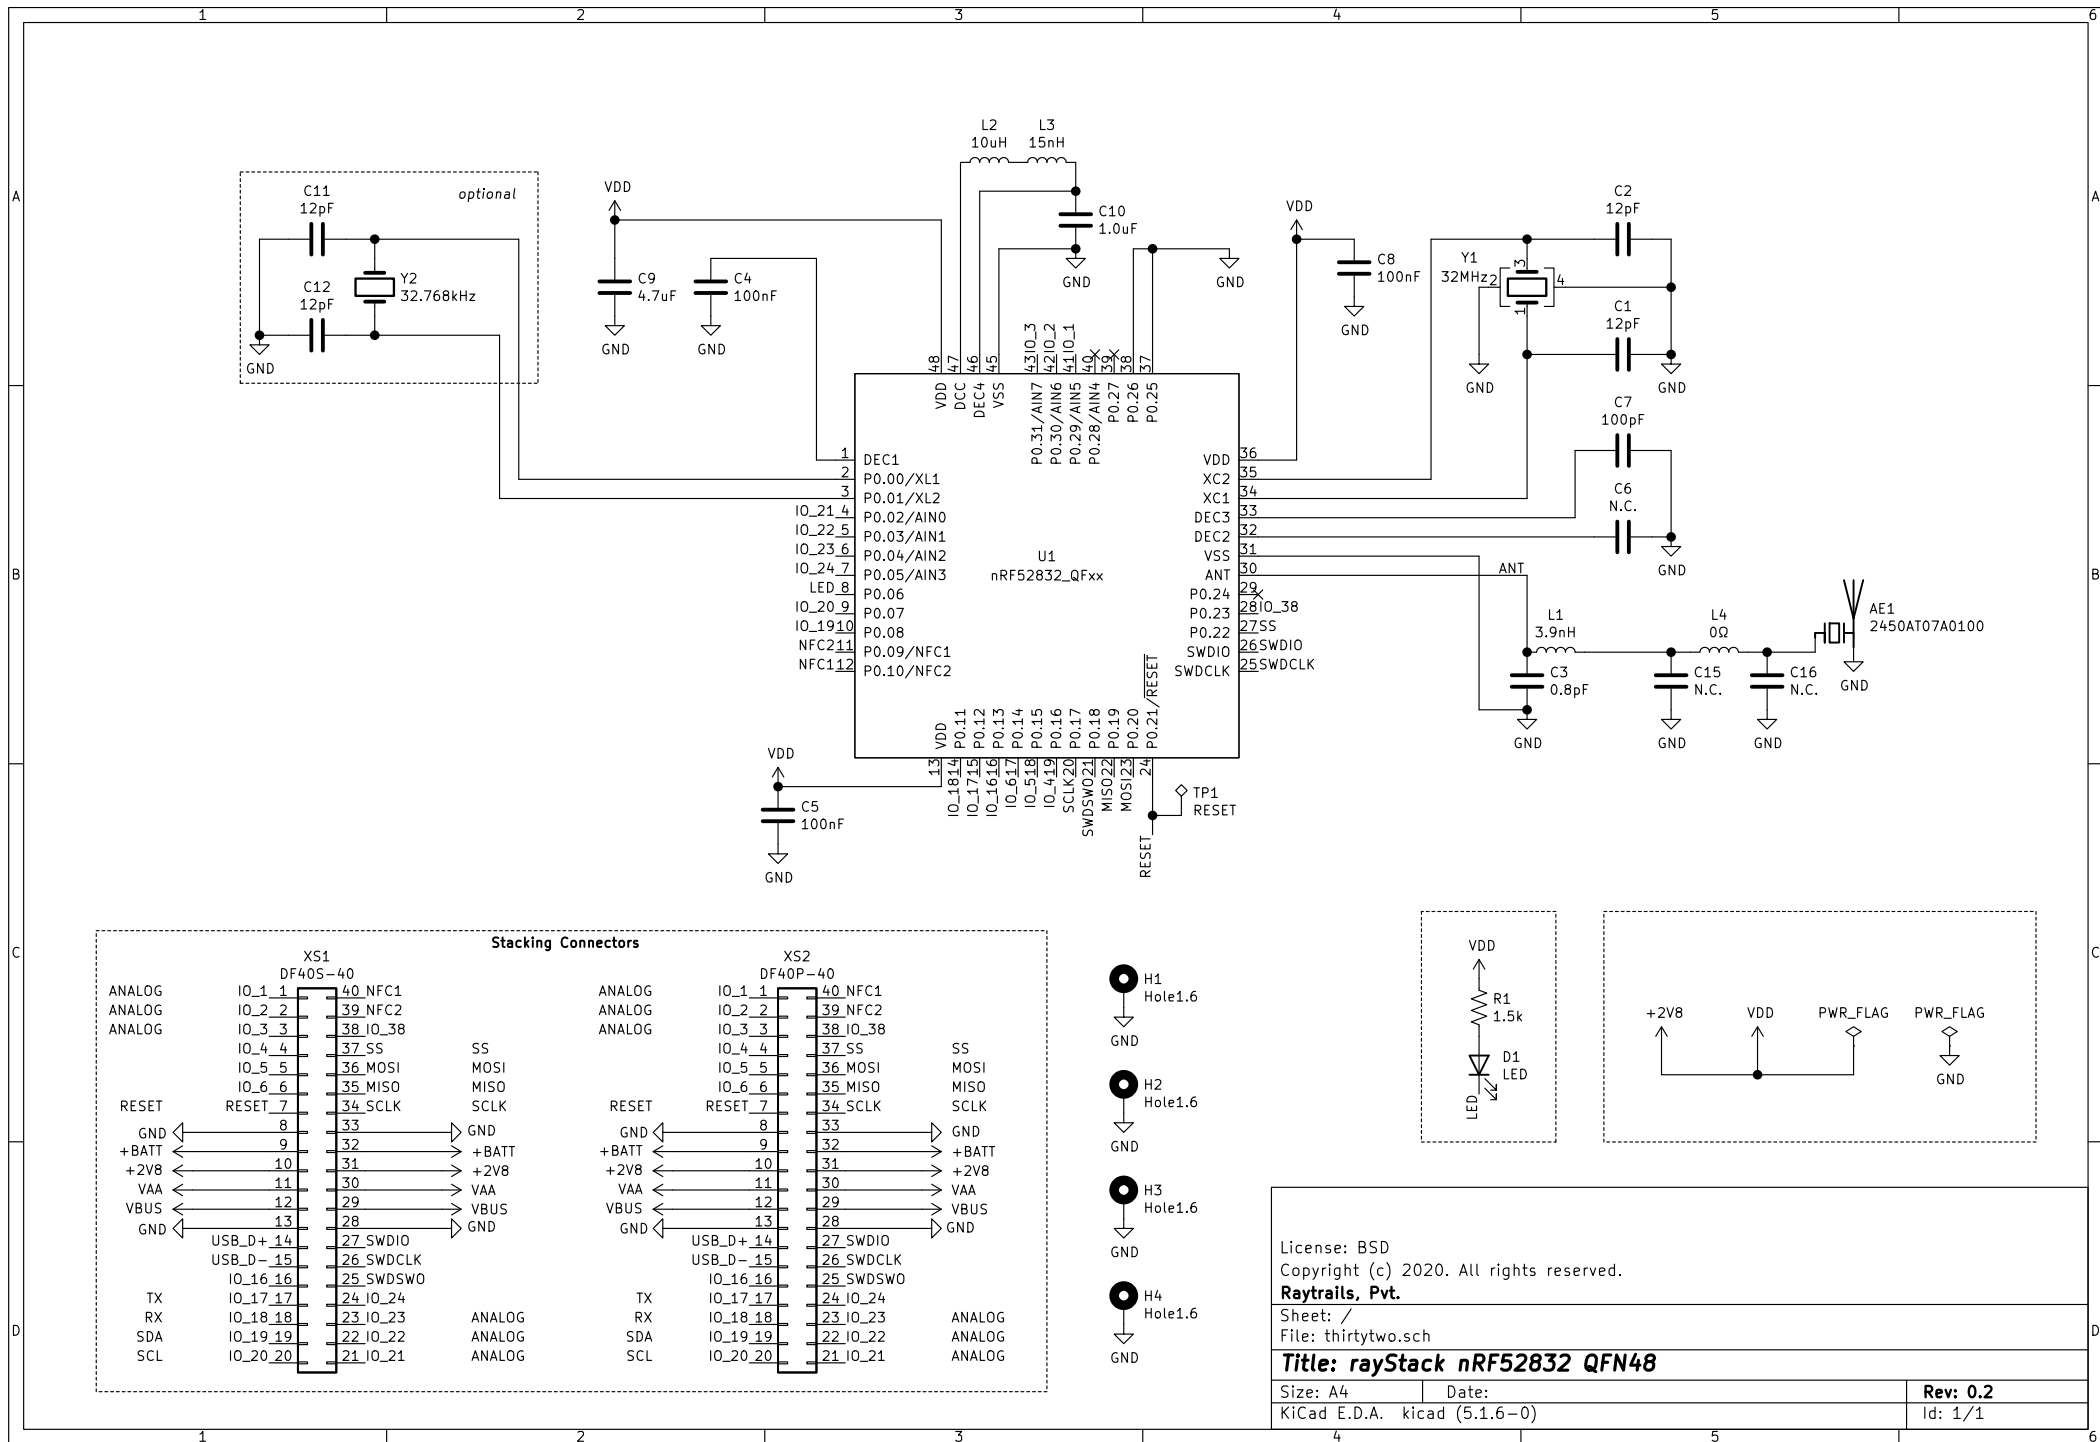 1 2 3 4 5 6
A A
B B
C C
D D
1 2 3 4 5 6
optional
C11
12pF
C12
12pF
Y2
32.768kHz
GND
VDD
C9
4.7uF
GND
C4
100nF
GND
L2
10uH
L3
15nH
C10
1.0uF
GND
GND
VDD
C8
100nF
GND
Y1
32MHz
2
3
4
1
GND
C2
12pF
C1
12pF
GND
C7
100pF
C6
N.C.
GND
48 VDD
47 DCC
46 DEC4
45 VSS
IO_3 43 P0.31/AIN7
IO_2 42 P0.30/AIN6
IO_1 41 P0.29/AIN5
40 P0.28/AIN4
39 P0.27
38 P0.26
37 P0.25
1 DEC1
2 P0.00/XL1
3 P0.01/XL2
IO_21 4 P0.02/AIN0
IO_22 5 P0.03/AIN1
IO_23 6 P0.04/AIN2
IO_24 7 P0.05/AIN3
LED 8 P0.06
IO_20 9 P0.07
IO_19 10 P0.08
NFC2 11 P0.09/NFC1
NFC1 12 P0.10/NFC2
U1
nRF52832_QFxx
VDD 36
XC2 35
XC1 34
DEC3 33
DEC2 32
VSS 31
ANT 30
P0.24 29
P0.23 28 IO_38
P0.22 27 SS
SWDIO 26 SWDIO
SWDCLK 25 SWDCLK
VDD 13
P0.11 14 IO_18
P0.12 15 IO_17
P0.13 16 IO_16
P0.14 17 IO_6
P0.15 18 IO_5
P0.16 19 IO_4
P0.17 20 SCLK
P0.18 21 SWDSWO
P0.19 22 MISO
P0.20 23 MOSI
P0.21/RESET 24
RESET
TP1
RESET
VDD
C5
100nF
GND
ANT
L1
3.9nH
L4
0Ω
C3
0.8pF
GND
C15
N.C.
GND
C16
N.C.
GND
AE1
2450AT07A0100
GND
Stacking Connectors
XS1
DF40S-40
ANALOG IO_1 1 40 NFC1
ANALOG IO_2 2 39 NFC2
ANALOG IO_3 3 38 IO_38
IO_4 4 37 SS SS
IO_5 5 36 MOSI MOSI
IO_6 6 35 MISO MISO
RESET RESET 7 34 SCLK SCLK
GND 8 33 GND
+BATT 9 32 +BATT
+2V8 10 31 +2V8
VAA 11 30 VAA
VBUS 12 29 VBUS
GND 13 28 GND
USB_D+ 14 27 SWDIO
USB_D- 15 26 SWDCLK
IO_16 16 25 SWDSWO
TX IO_17 17 24 IO_24
RX IO_18 18 23 IO_23 ANALOG
SDA IO_19 19 22 IO_22 ANALOG
SCL IO_20 20 21 IO_21 ANALOG
XS2
DF40P-40
ANALOG IO_1 1 40 NFC1
ANALOG IO_2 2 39 NFC2
ANALOG IO_3 3 38 IO_38
IO_4 4 37 SS SS
IO_5 5 36 MOSI MOSI
IO_6 6 35 MISO MISO
RESET RESET 7 34 SCLK SCLK
GND 8 33 GND
+BATT 9 32 +BATT
+2V8 10 31 +2V8
VAA 11 30 VAA
VBUS 12 29 VBUS
GND 13 28 GND
USB_D+ 14 27 SWDIO
USB_D- 15 26 SWDCLK
IO_16 16 25 SWDSWO
TX IO_17 17 24 IO_24
RX IO_18 18 23 IO_23 ANALOG
SDA IO_19 19 22 IO_22 ANALOG
SCL IO_20 20 21 IO_21 ANALOG
H1
Hole1.6
GND
H2
Hole1.6
GND
H3
Hole1.6
GND
H4
Hole1.6
GND
VDD
R1
1.5k
D1
LED
LED
+2V8 VDD PWR_FLAG PWR_FLAG
GND
License: BSD
Copyright (c) 2020. All rights reserved.
Raytrails, Pvt.
Sheet: /
File: thirtytwo.sch
Title: rayStack nRF52832 QFN48
Size: A4 Date: Rev: 0.2
KiCad E.D.A. kicad (5.1.6-0) Id: 1/1